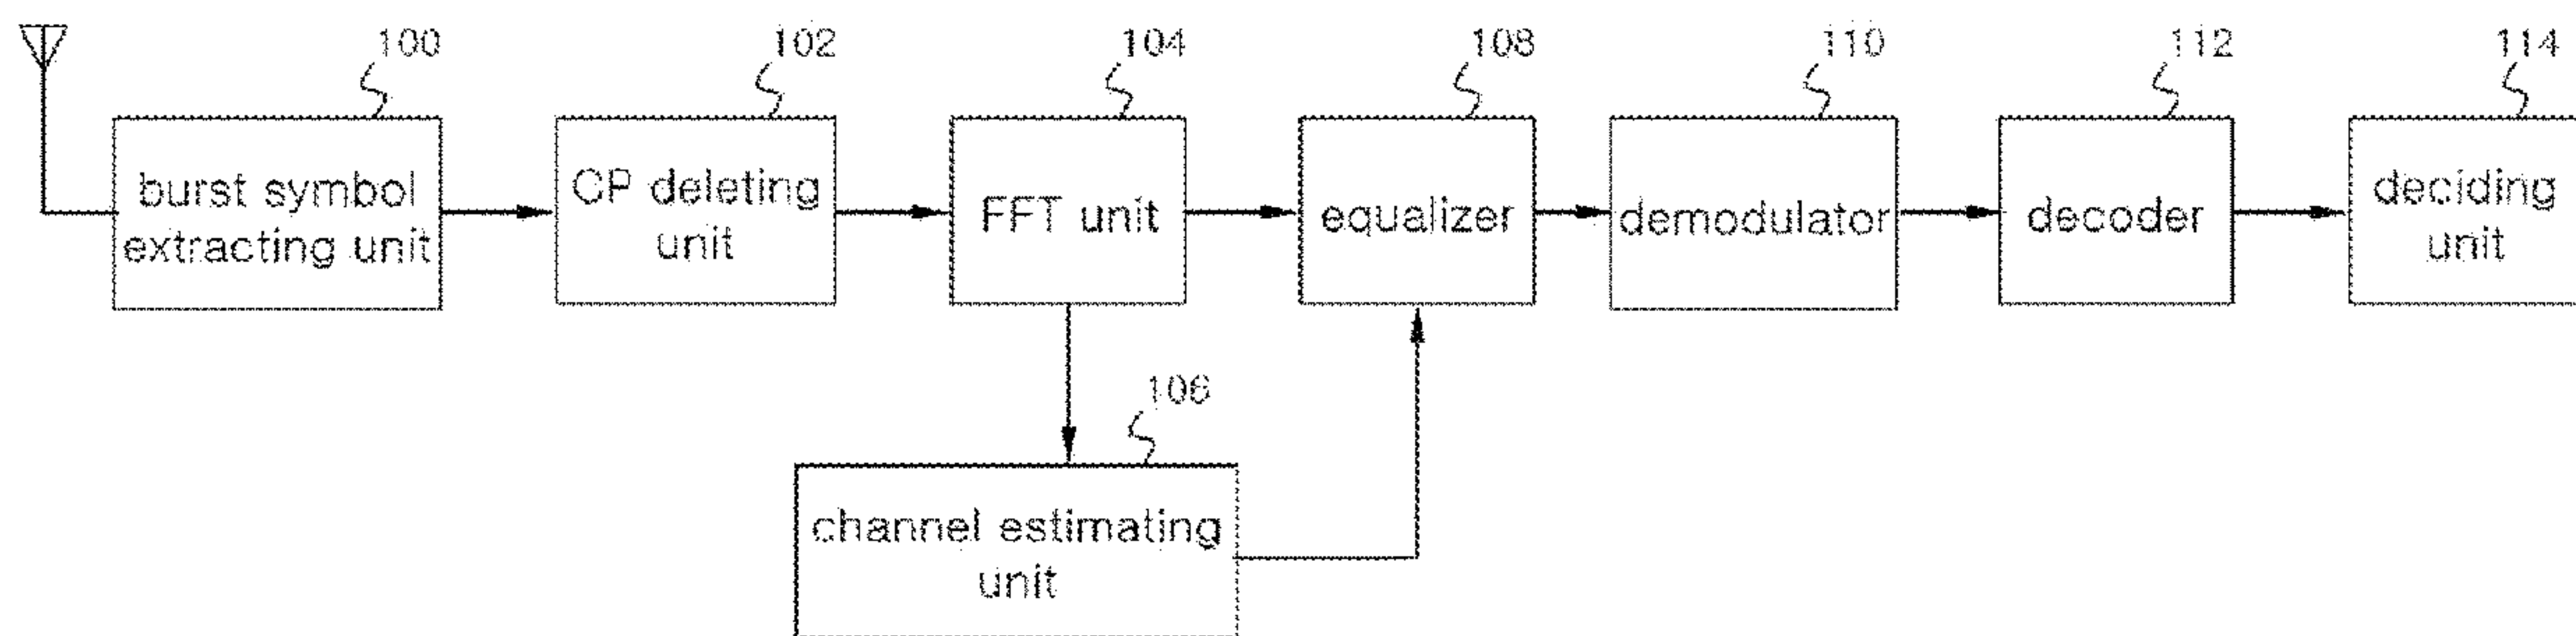 100
102
104
108
110
112
114
burst symbol
extracting unit
CP deleting
unit
FFT unit
equalizer
demodulator
decoder
deciding
unit
106
channel estimating
unit